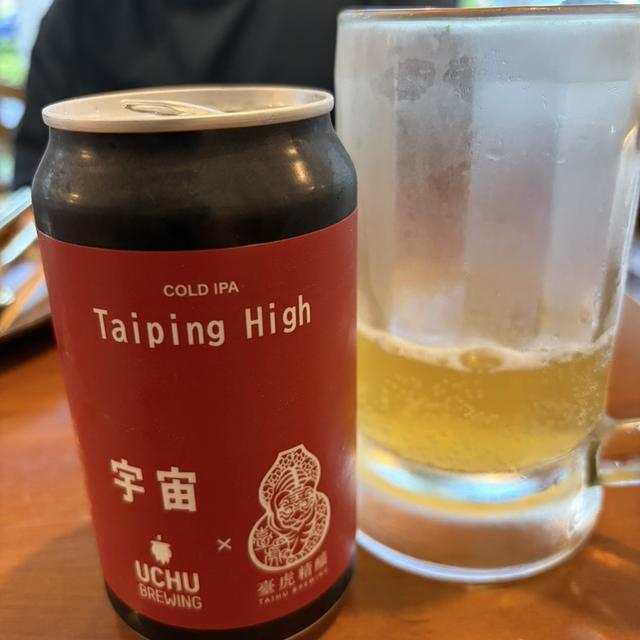 COLD IPA
Taiping High
宇宙
UCHU
BREWING
×
臺虎精釀
TAIHU BREWING